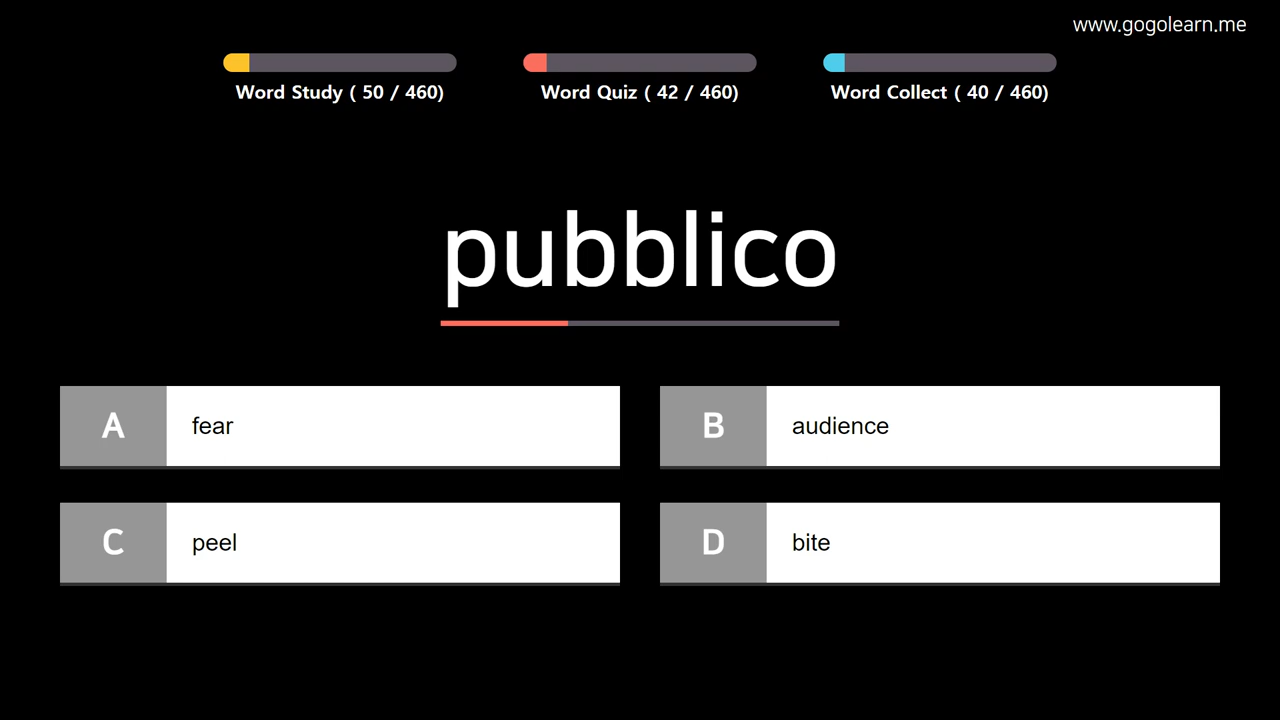 www.gogolearn.me
Word Study ( 50 / 460)
Word Quiz ( 42 / 460)
Word Collect ( 40 / 460)
pubblico
A fear
B audience
C peel
D bite